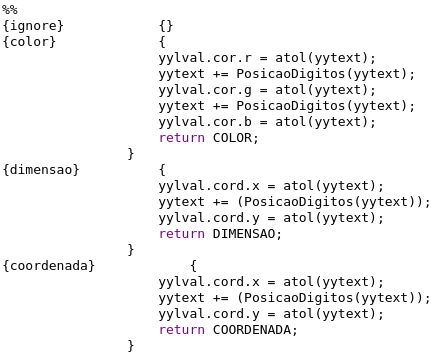 %%
{ignore}            {}
{color}             {
                    yylval.cor.r = atol(yytext);
                    yytext += PosicaoDigitos(yytext);
                    yylval.cor.g = atol(yytext);
                    yytext += PosicaoDigitos(yytext);
                    yylval.cor.b = atol(yytext);
                    return COLOR;
                }
{dimensao}          {
                    yylval.cord.x = atol(yytext);
                    yytext += (PosicaoDigitos(yytext));
                    yylval.cord.y = atol(yytext);
                    return DIMENSAO;
                }
{coordenada}            {
                    yylval.cord.x = atol(yytext);
                    yytext += (PosicaoDigitos(yytext));
                    yylval.cord.y = atol(yytext);
                    return COORDENADA;
                }